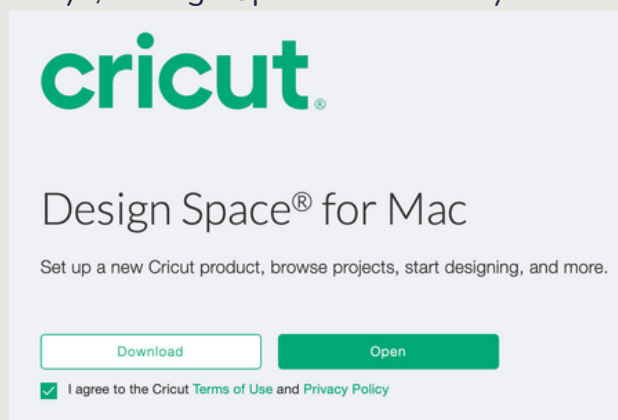 cricut®
Design Space® for Mac
Set up a new Cricut product, browse projects, start designing, and more.
Download
Open
I agree to the Cricut Terms of Use and Privacy Policy